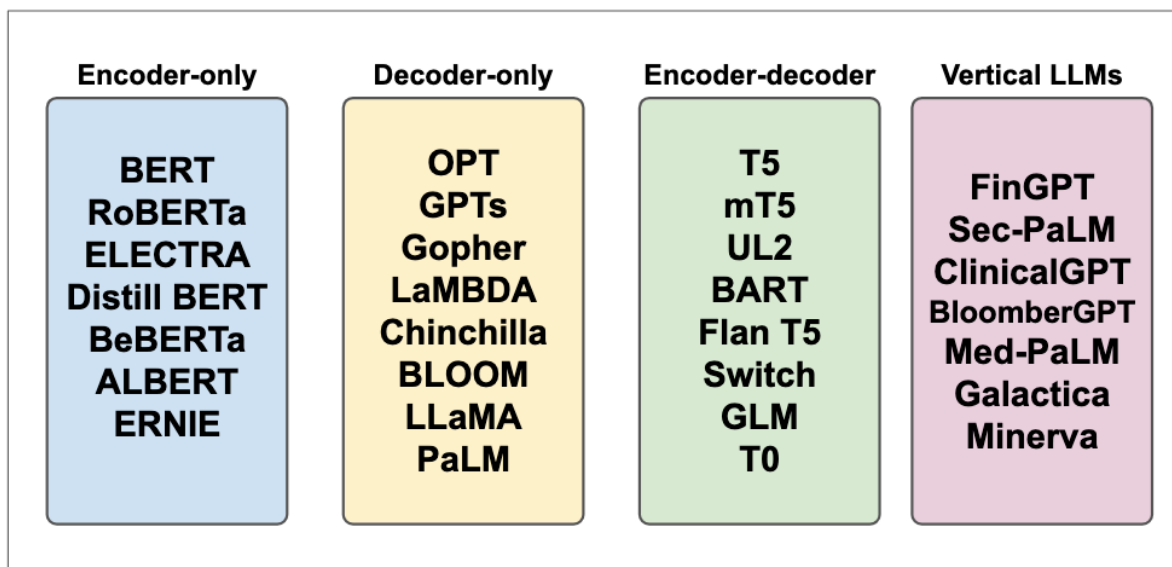 Encoder-only
BERT
RoBERTa
ELECTRA
Distill BERT
BeBERTa
ALBERT
ERNIE
Decoder-only
OPT
GPTs
Gopher
LaMBDA
Chinchilla
BLOOM
LLaMA
PaLM
Encoder-decoder
T5
mT5
UL2
BART
Flan T5
Switch
GLM
T0
Vertical LLMs
FinGPT
Sec-PaLM
ClinicalGPT
BloomberGPT
Med-PaLM
Galactica
Minerva